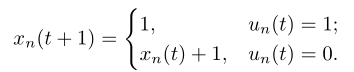 x_n(t + 1) = { 1, u_n(t) = 1;
x_n(t) + 1, u_n(t) = 0.